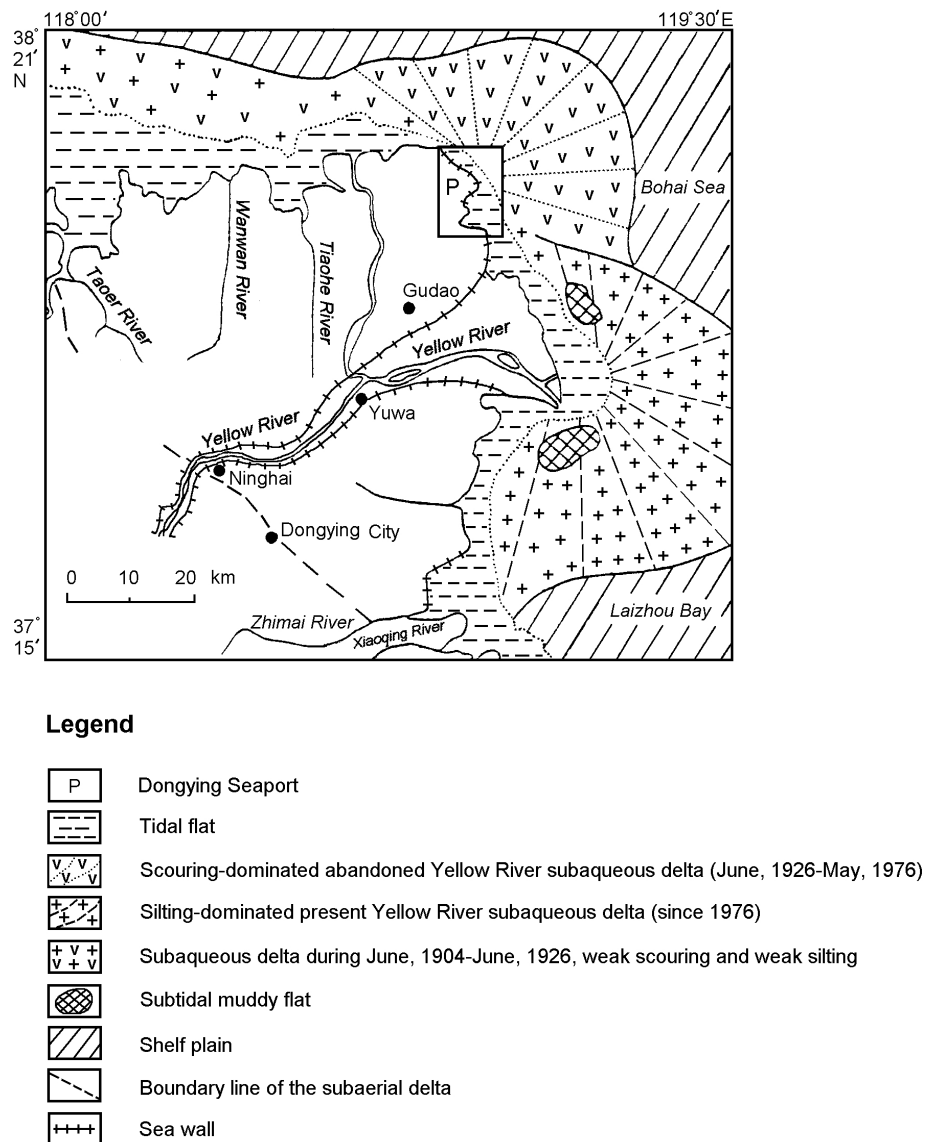 118°00′ 119°30′E
38°
21′
N
Bohai Sea
P
Wanwan River
Tiaohe River
Taoer River
Gudao
Yellow River
Yuwa
Yellow River
Ninghai
Dongying City
0 10 20 km
37°
15′
Zhimai River
Xiaoqing River
Laizhou Bay
Legend
P Dongying Seaport
Tidal flat
Scouring-dominated abandoned Yellow River subaqueous delta (June, 1926-May, 1976)
Silting-dominated present Yellow River subaqueous delta (since 1976)
Subaqueous delta during June, 1904-June, 1926, weak scouring and weak silting
Subtidal muddy flat
Shelf plain
Boundary line of the subaerial delta
Sea wall